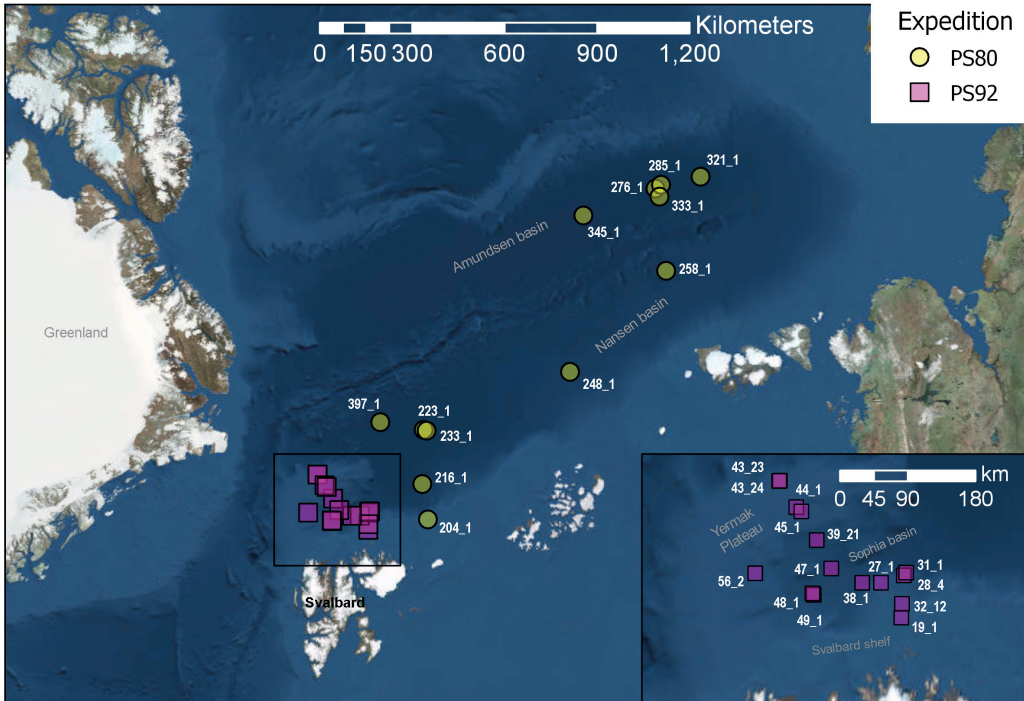 Expedition
PS80
PS92
Kilometers
0 150 300 600 900 1,200
285_1
321_1
276_1
333_1
345_1
Amundsen basin
258_1
Nansen basin
Greenland
248_1
397_1
223_1
233_1
216_1
204_1
Svalbard
43_23
43_24
44_1
45_1
km
0 45 90 180
Yermak
Plateau
39_21
Sophia basin
47_1
27_1
31_1
28_4
56_2
38_1
48_1
49_1
32_12
19_1
Svalbard shelf